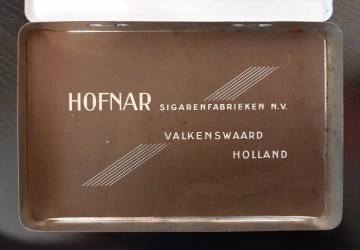 HOFNAR SIGARENFABRIEKEN N.V.
VALKENSWAARD
HOLLAND